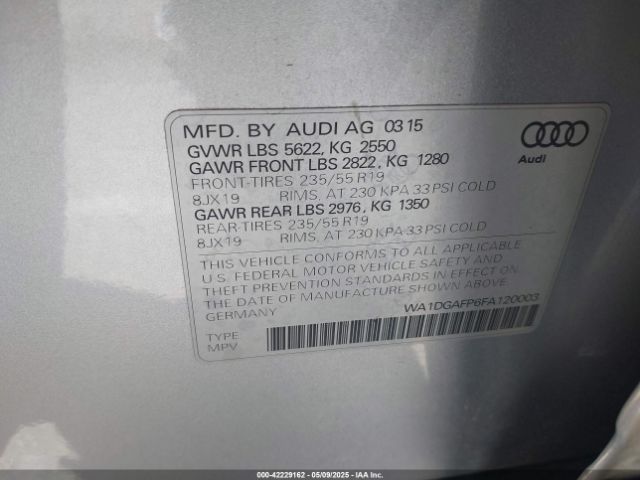 MFD. BY AUDI AG 03 15
GVWR LBS 5622, KG 2550
GAWR FRONT LBS 2822, KG 1280
FRONT-TIRES 235/55 R19
8JX19 RIMS, AT 230 KPA 33 PSI COLD
GAWR REAR LBS 2976, KG 1350
REAR-TIRES 235/55 R19
8JX19 RIMS, AT 230 KPA 33 PSI COLD
THIS VEHICLE CONFORMS TO ALL APPLICABLE
U.S. FEDERAL MOTOR VEHICLE SAFETY AND
THEFT PREVENTION STANDARDS IN EFFECT ON
THE DATE OF MANUFACTURE SHOWN ABOVE.
GERMANY
WA1DGAFP6FA120003
TYPE
MPV
Audi
000-42229162 - 05/09/2025 - IAAI.com